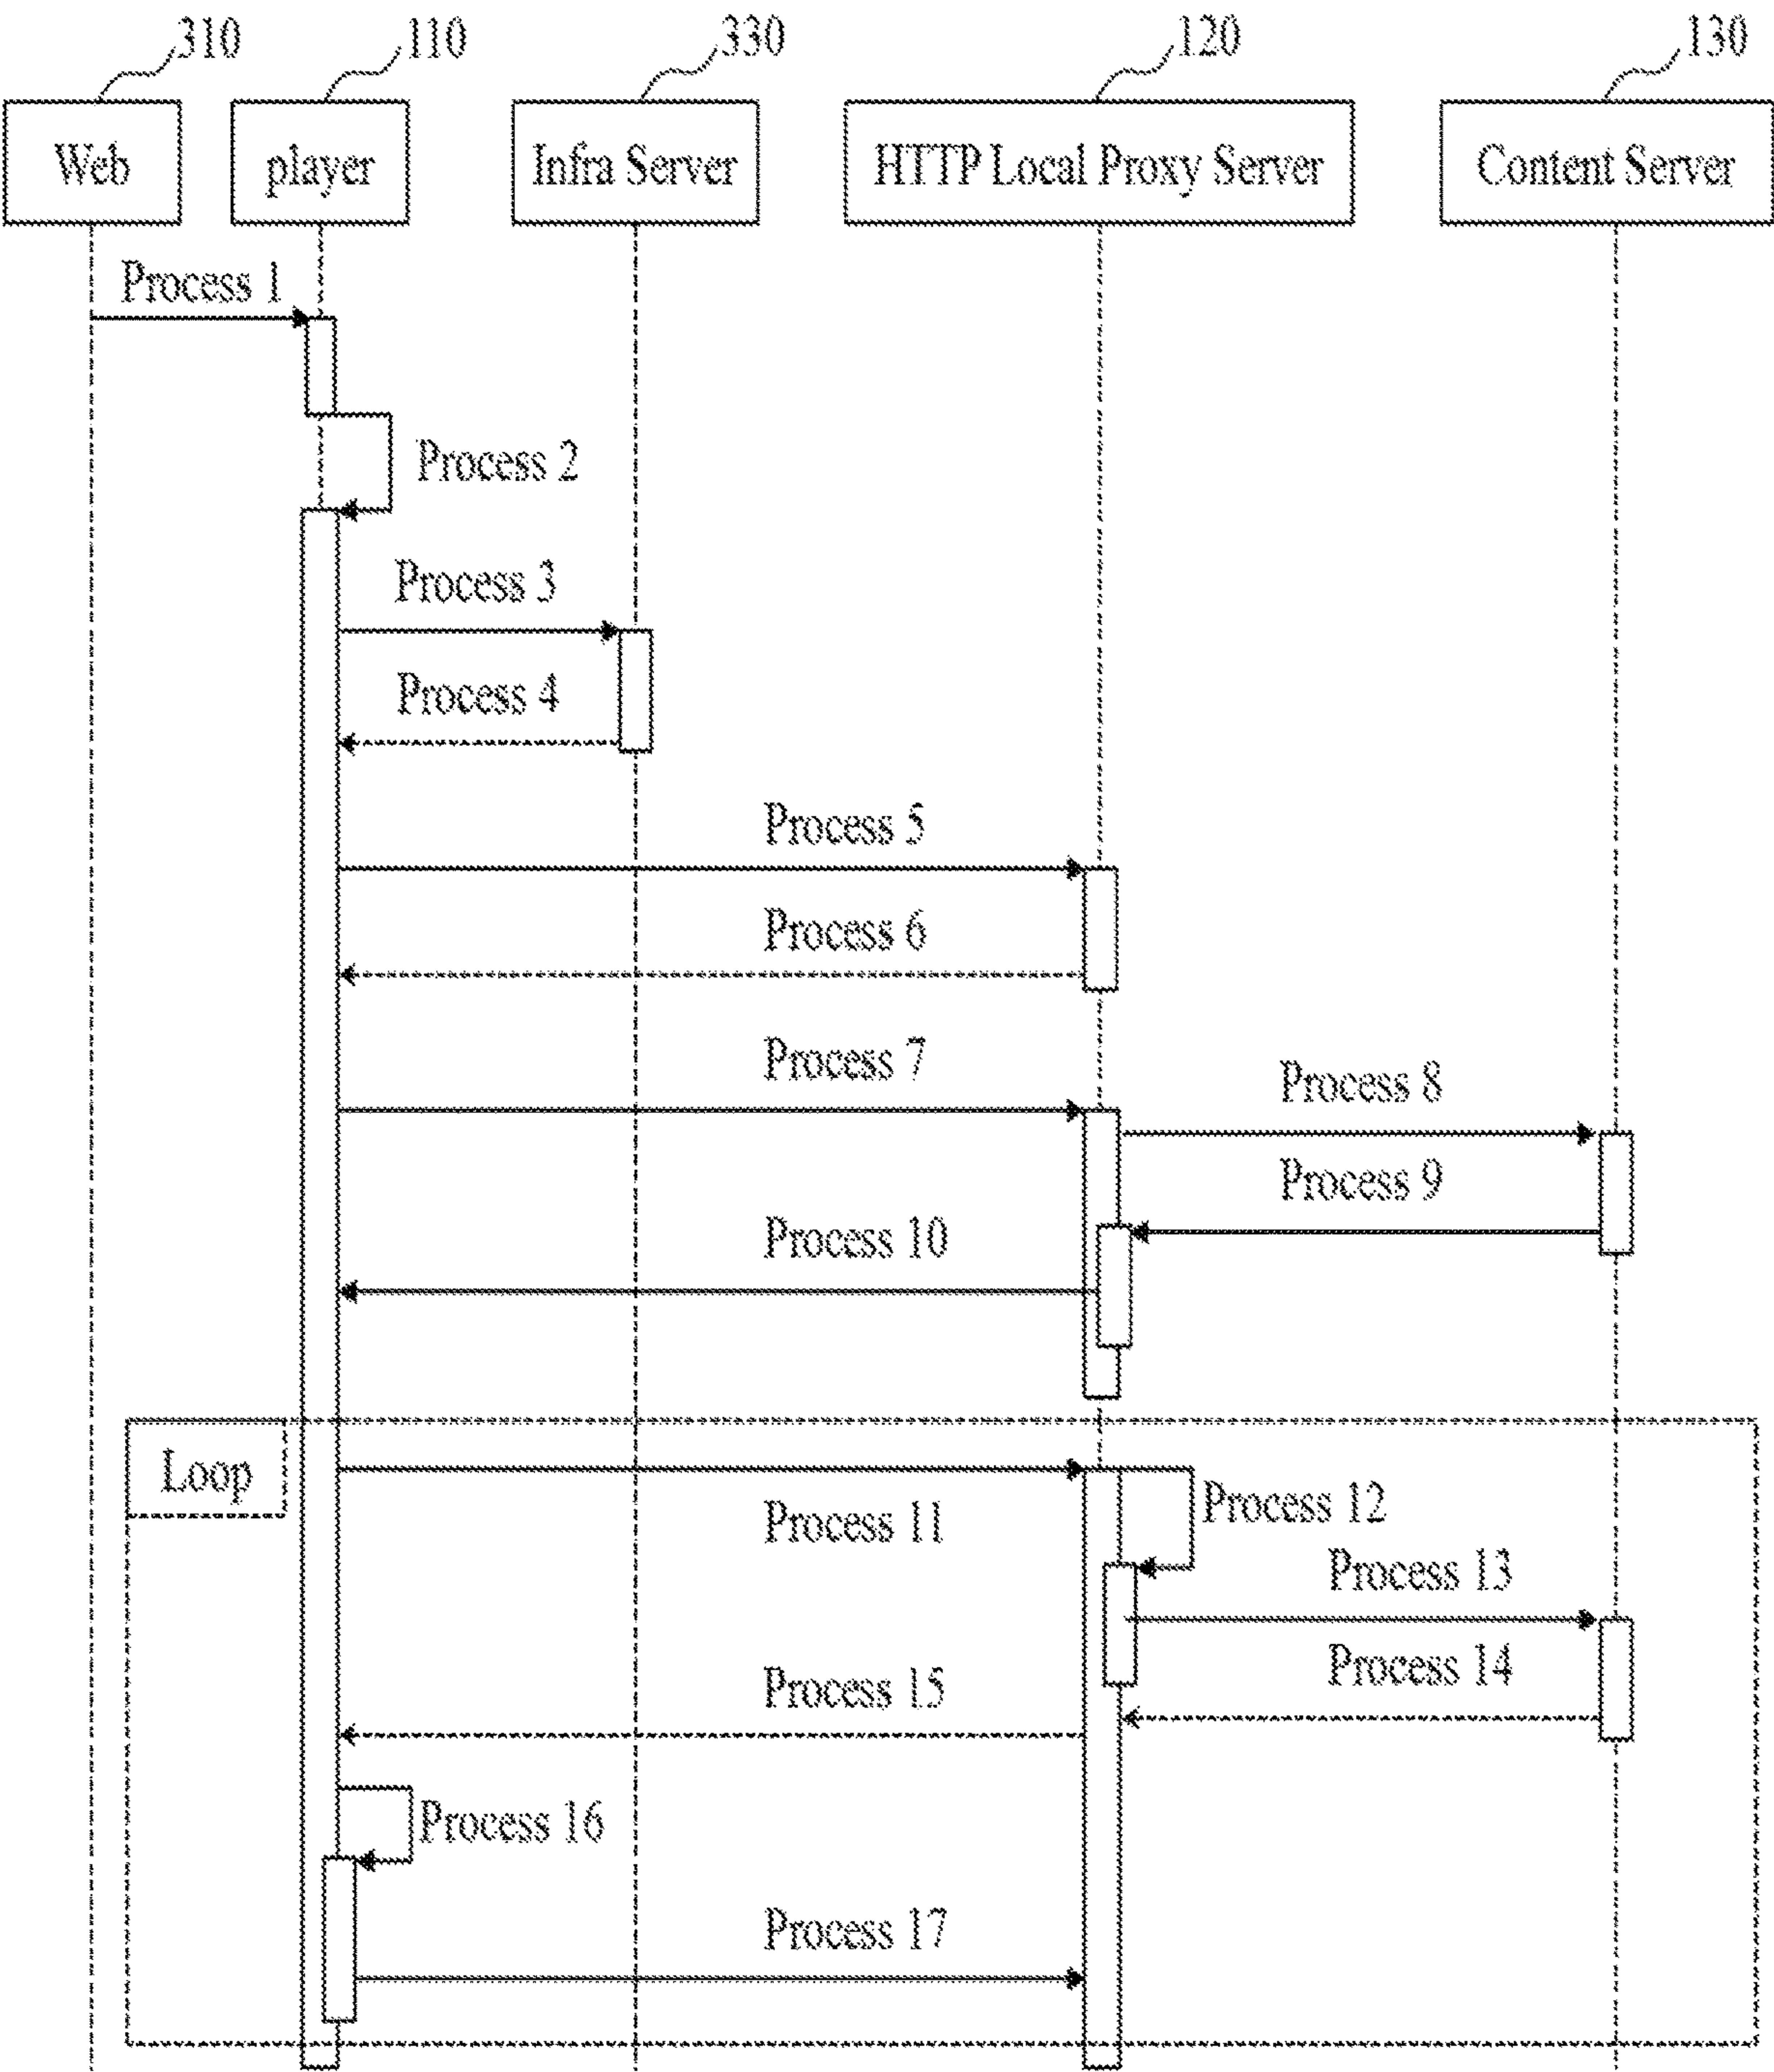 310
110
330
120
130
Web
player
Infra Server
HTTP Local Proxy Server
Content Server
Process 1
Process 2
Process 3
Process 4
Process 5
Process 6
Process 7
Process 8
Process 9
Process 10
Loop
Process 11
Process 12
Process 13
Process 14
Process 15
Process 16
Process 17